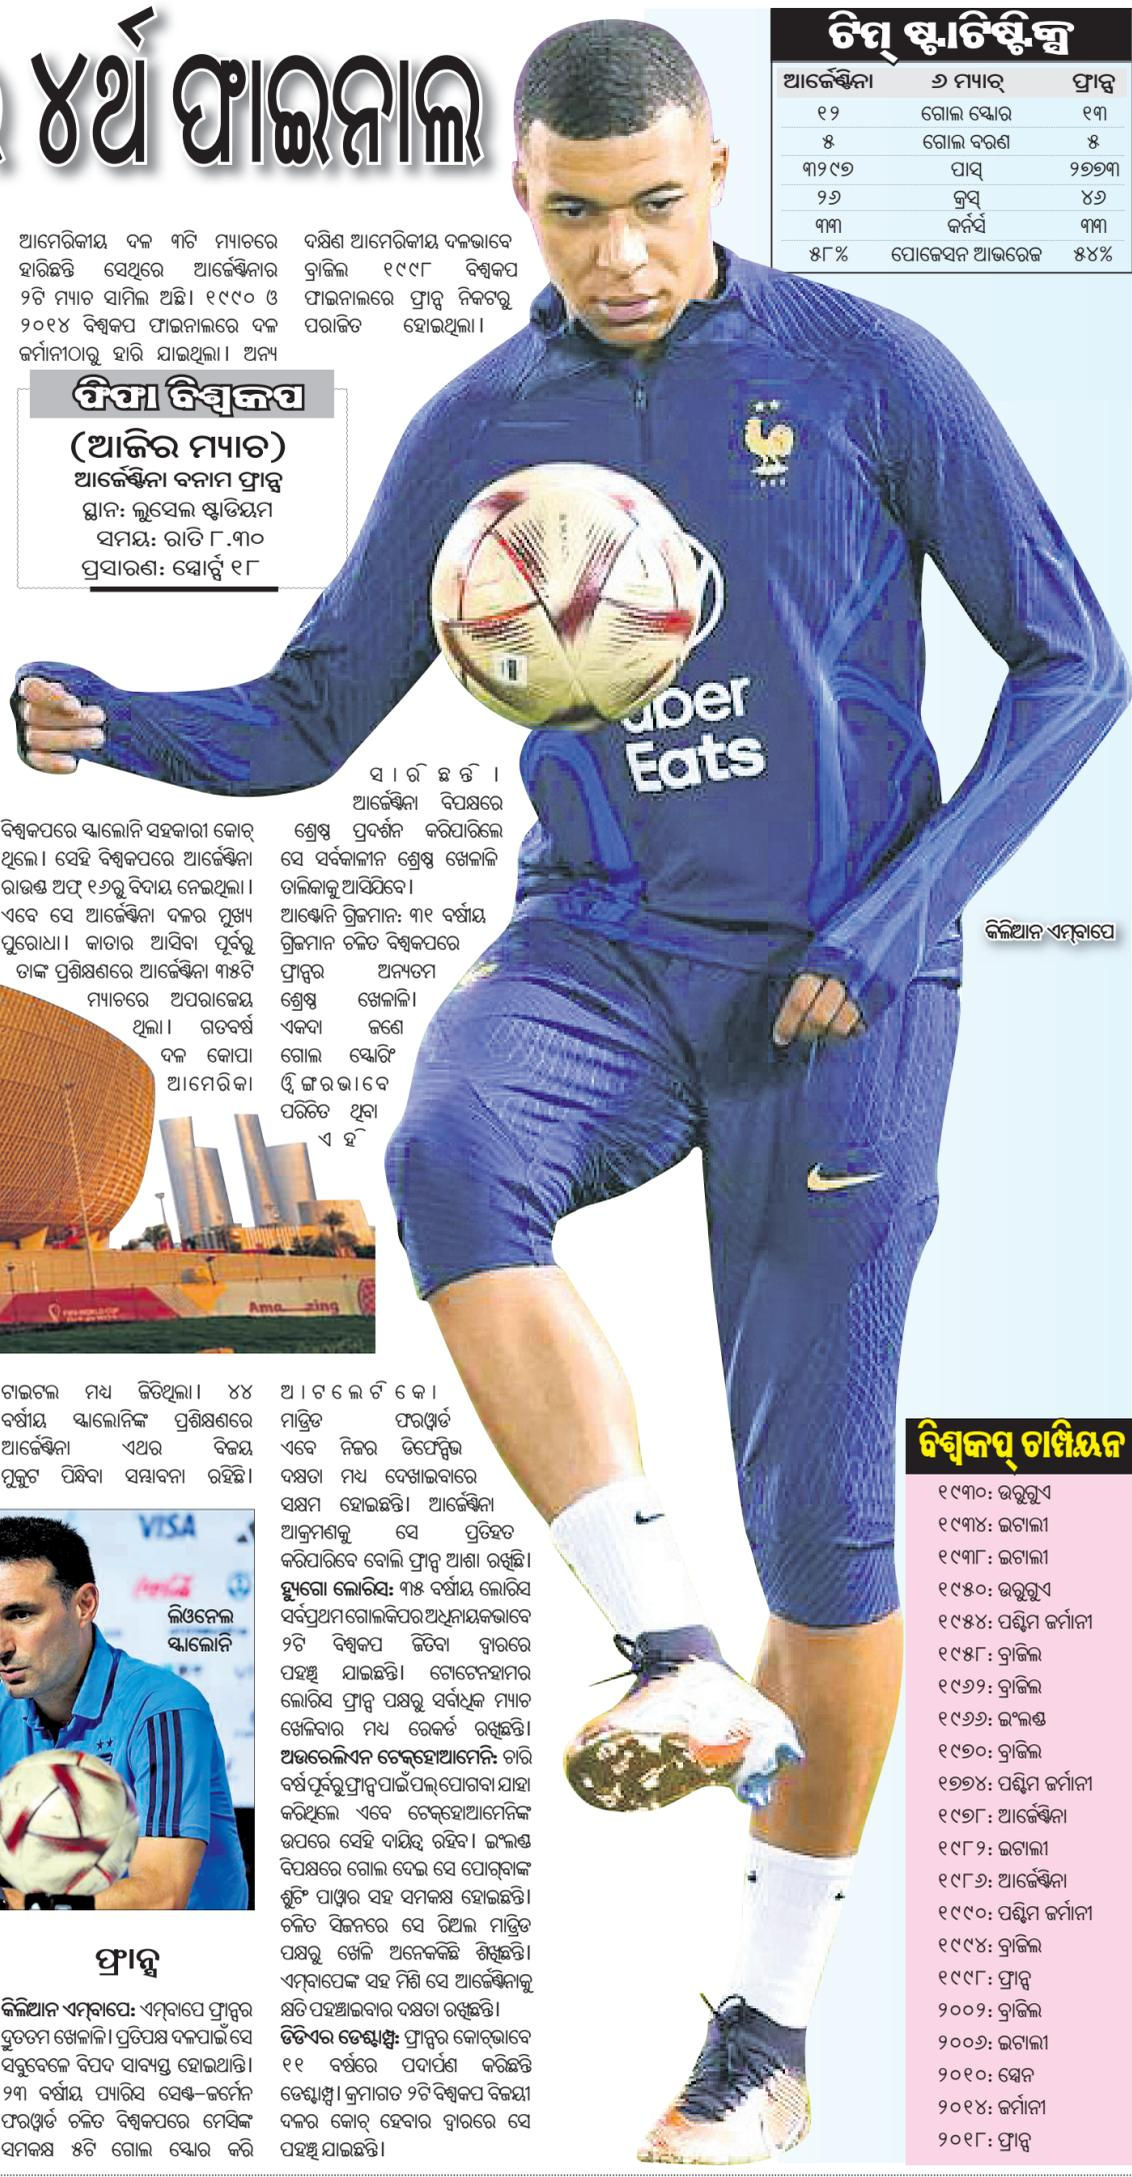 ୪ର୍ଥ ଫାଇନାଲ
ଆମେରିକୀୟ ଦଳ ୩ଟି ମ୍ୟାଚରେ
ହାରିଛନ୍ତି ସେଥିରେ ଆର୍ଜେଣ୍ଟିନାର
୨ଟି ମ୍ୟାଚ ସାମିଲ ଅଛି। ୧୯୯୦ ଓ
୨୦୧୪ ବିଶ୍ୱକପ ଫାଇନାଲରେ ଦଳ
ଜର୍ମାନୀଠାରୁ ହାରି ଯାଇଥିଲା। ଅନ୍ୟ
ଦକ୍ଷିଣ ଆମେରିକୀୟ ଦଳଭାବେ
ବ୍ରାଜିଲ ୧୯୯୮ ବିଶ୍ୱକପ
ଫାଇନାଲରେ ଫ୍ରାନ୍ସ ନିକଟରୁ
ପରାଜିତ ହୋଇଥିଲା।
ଫିଫା ବିଶ୍ୱକପ
(ଆଜିର ମ୍ୟାଚ)
ଆର୍ଜେଣ୍ଟିନା ବନାମ ଫ୍ରାନ୍ସ
ସ୍ଥାନ: ଲୁସେଲ ଷ୍ଟାଡିୟମ
ସମୟ: ରାତି ୮.୩୦
ପ୍ରସାରଣ: ସ୍ପୋର୍ଟ୍ସ ୧୮
ଟିମ୍ ଷ୍ଟାଟିଷ୍ଟିକ୍ସ
ଆର୍ଜେଣ୍ଟିନା ୬ ମ୍ୟାଚ୍ ଫ୍ରାନ୍ସ
୧୨ ଗୋଲ ସ୍କୋର ୧୩
୫ ଗୋଲ ବରଣ ୫
୩୨୯୭ ପାସ୍ ୨୭୭୩
୨୬ କ୍ରସ୍ ୪୬
୩୩ କର୍ନର୍ସ ୩୩
୫୮% ପୋଜେସନ ଆଭରେଜ ୫୪%
uber
Eats
କିଲିଆନ ଏମ୍‌ବାପେ
ବିଶ୍ୱକପରେ ସ୍କାଲୋନି ସହକାରୀ କୋଚ୍
ଥିଲେ। ସେହି ବିଶ୍ୱକପରେ ଆର୍ଜେଣ୍ଟିନା
ରାଉଣ୍ଡ ଅଫ୍ ୧୬ରୁ ବିଦାୟ ନେଇଥିଲା।
ଏବେ ସେ ଆର୍ଜେଣ୍ଟିନା ଦଳର ମୁଖ୍ୟ
ପୁରୋଧା। କାତାର ଆସିବା ପୂର୍ବରୁ
ତାଙ୍କ ପ୍ରଶିକ୍ଷଣରେ ଆର୍ଜେଣ୍ଟିନା ୩୫ଟି
ମ୍ୟାଚରେ ଅପରାଜେୟ
ଥିଲା। ଗତବର୍ଷ
ଦଳ କୋପା
ଆମେରିକା
FIFA WORLD CUP
Ama zing
ଟାଇଟଲ ମଧ୍ୟ ଜିତିଥିଲା। ୪୪
ବର୍ଷୀୟ ସ୍କାଲୋନିଙ୍କ ପ୍ରଶିକ୍ଷଣରେ
ଆର୍ଜେଣ୍ଟିନା ଏଥର ବିଜୟ
ମୁକୁଟ ପିନ୍ଧିବା ସମ୍ଭାବନା ରହିଛି।
VISA
Coca-Cola
ଲିଓନେଲ
ସ୍କାଲୋନି
ଫ୍ରାନ୍ସ
କିଲିଆନ ଏମ୍‌ବାପେ: ଏମ୍‌ବାପେ ଫ୍ରାନ୍ସର
ଦ୍ରୁତତମ ଖେଳାଳି। ପ୍ରତିପକ୍ଷ ଦଳପାଇଁ ସେ
ସବୁବେଳେ ବିପଦ ସାବ୍ୟସ୍ତ ହୋଇଥାନ୍ତି।
୨୩ ବର୍ଷୀୟ ପ୍ୟାରିସ ସେଣ୍ଟ-ଜର୍ମେନ
ଫରୱାର୍ଡ ଚଳିତ ବିଶ୍ୱକପରେ ମେସିଙ୍କ
ସମକକ୍ଷ ୫ଟି ଗୋଲ ସ୍କୋର କରି
ସାରିଛନ୍ତି।
ଆର୍ଜେଣ୍ଟିନା ବିପକ୍ଷରେ
ଶ୍ରେଷ୍ଠ ପ୍ରଦର୍ଶନ କରିପାରିଲେ
ସେ ସର୍ବକାଳୀନ ଶ୍ରେଷ୍ଠ ଖେଳାଳି
ତାଲିକାକୁ ଆସିଯିବେ।
ଆଣ୍ଟୋନି ଗ୍ରିଜମାନ: ୩୧ ବର୍ଷୀୟ
ଗ୍ରିଜମାନ ଚଳିତ ବିଶ୍ୱକପରେ
ଫ୍ରାନ୍ସର ଅନ୍ୟତମ
ଶ୍ରେଷ୍ଠ ଖେଳାଳି।
ଏକଦା ଜଣେ
ଗୋଲ ସ୍କୋରିଂ
ୱିଙ୍ଗରଭାବେ
ପରିଚିତ ଥିବା
ଏହି
ଆଟଲେଟିକୋ
ମାଡ୍ରିଡ ଫରୱାର୍ଡ
ଏବେ ନିଜର ଡିଫେନ୍ସିଭ
ଦକ୍ଷତା ମଧ୍ୟ ଦେଖାଇବାରେ
ସକ୍ଷମ ହୋଇଛନ୍ତି। ଆର୍ଜେଣ୍ଟିନା
ଆକ୍ରମଣକୁ ସେ ପ୍ରତିହତ
କରିପାରିବେ ବୋଲି ଫ୍ରାନ୍ସ ଆଶା ରଖିଛି।
ହ୍ୟୁଗୋ ଲୋରିସ: ୩୫ ବର୍ଷୀୟ ଲୋରିସ
ସର୍ବପ୍ରଥମ ଗୋଲକିପର ଅଧିନାୟକଭାବେ
୨ଟି ବିଶ୍ୱକପ ଜିତିବା ଦ୍ୱାରରେ
ପହଞ୍ଚି ଯାଇଛନ୍ତି। ଟୋଟେନହାମର
ଲୋରିସ ଫ୍ରାନ୍ସ ପକ୍ଷରୁ ସର୍ବାଧିକ ମ୍ୟାଚ
ଖେଳିବାର ମଧ୍ୟ ରେକର୍ଡ ରଖିଛନ୍ତି।
ଅଉରେଲିଏନ ଟେକ୍‌ହୋଆମେନି: ଚାରି
ବର୍ଷ ପୂର୍ବରୁ ଫ୍ରାନ୍ସ ପାଇଁ ପଲ୍ ପୋଗବା ଯାହା
କରିଥିଲେ ଏବେ ଟେକ୍‌ହୋଆମେନିଙ୍କ
ଉପରେ ସେହି ଦାୟିତ୍ୱ ରହିବ। ଇଂଲଣ୍ଡ
ବିପକ୍ଷରେ ଗୋଲ ଦେଇ ସେ ପୋଗ୍‌ବାଙ୍କ
ଶୁଟିଂ ପାୱାର ସହ ସମକକ୍ଷ ହୋଇଛନ୍ତି।
ଚଳିତ ସିଜନରେ ସେ ରିଅଲ ମାଡ୍ରିଡ
ପକ୍ଷରୁ ଖେଳି ଅନେକକିଛି ଶିଖିଛନ୍ତି।
ଏମ୍‌ବାପେଙ୍କ ସହ ମିଶି ସେ ଆର୍ଜେଣ୍ଟିନାକୁ
କ୍ଷତି ପହଞ୍ଚାଇବାର ଦକ୍ଷତା ରଖିଛନ୍ତି।
ଡିଡିଏର ଡେଶ୍ଚାମ୍ପ୍ସ: ଫ୍ରାନ୍ସର କୋଚ୍‌ଭାବେ
୧୧ ବର୍ଷରେ ପଦାର୍ପଣ କରିଛନ୍ତି
ଡେଶ୍ଚାମ୍ପ୍ସ। କ୍ରମାଗତ ୨ଟି ବିଶ୍ୱକପ ବିଜୟୀ
ଦଳର କୋଚ୍ ହେବାର ଦ୍ୱାରରେ ସେ
ପହଞ୍ଚି ଯାଇଛନ୍ତି।
ବିଶ୍ୱକପ୍ ଚାମ୍ପିୟନ
୧୯୩୦: ଉରୁଗୁଏ
୧୯୩୪: ଇଟାଲୀ
୧୯୩୮: ଇଟାଲୀ
୧୯୫୦: ଉରୁଗୁଏ
୧୯୫୪: ପଶ୍ଚିମ ଜର୍ମାନୀ
୧୯୫୮: ବ୍ରାଜିଲ
୧୯୬୨: ବ୍ରାଜିଲ
୧୯୬୬: ଇଂଲଣ୍ଡ
୧୯୭୦: ବ୍ରାଜିଲ
୧୭୭୪: ପଶ୍ଚିମ ଜର୍ମାନୀ
୧୯୭୮: ଆର୍ଜେଣ୍ଟିନା
୧୯୮୨: ଇଟାଲୀ
୧୯୮୬: ଆର୍ଜେଣ୍ଟିନା
୧୯୯୦: ପଶ୍ଚିମ ଜର୍ମାନୀ
୧୯୯୪: ବ୍ରାଜିଲ
୧୯୯୮: ଫ୍ରାନ୍ସ
୨୦୦୨: ବ୍ରାଜିଲ
୨୦୦୬: ଇଟାଲୀ
୨୦୧୦: ସ୍ପେନ
୨୦୧୪: ଜର୍ମାନୀ
୨୦୧୮: ଫ୍ରାନ୍ସ